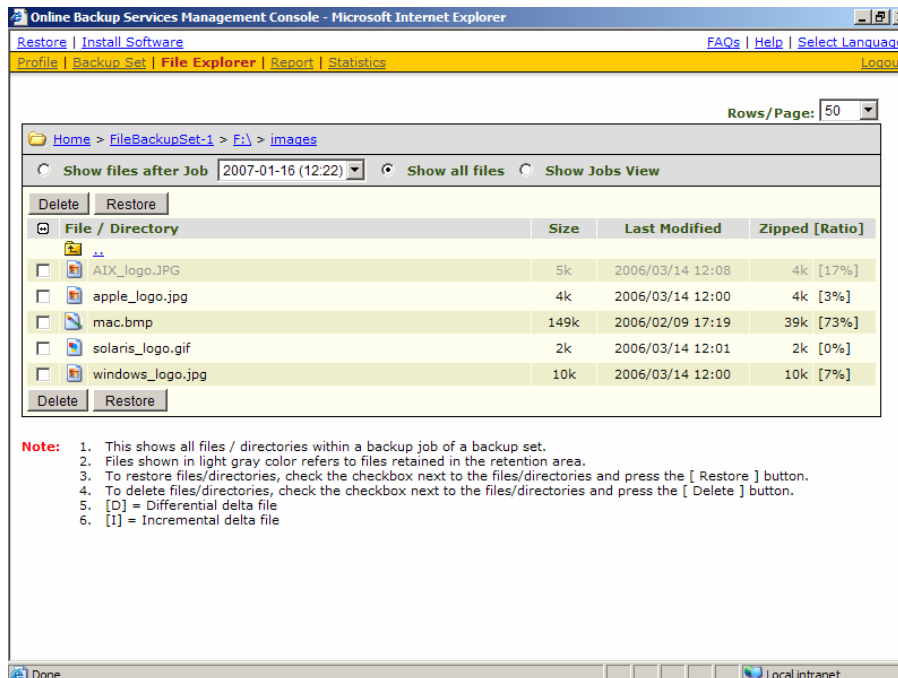 Online Backup Services Management Console - Microsoft Internet Explorer
Restore | Install Software FAQs | Help | Select Language
Profile | Backup Set | File Explorer | Report | Statistics Logou
Rows/Page: 50
Home > FileBackupSet-1 > F:\ > images
Show files after Job 2007-01-16 (12:22) Show all files Show Jobs View
Delete Restore
File / Directory Size Last Modified Zipped [Ratio]
..
AIX_logo.JPG 5k 2006/03/14 12:08 4k [17%]
apple_logo.jpg 4k 2006/03/14 12:00 4k [3%]
mac.bmp 149k 2006/02/09 17:19 39k [73%]
solaris_logo.gif 2k 2006/03/14 12:01 2k [0%]
windows_logo.jpg 10k 2006/03/14 12:00 10k [7%]
Delete Restore
Note: 1. This shows all files / directories within a backup job of a backup set.
2. Files shown in light gray color refers to files retained in the retention area.
3. To restore files/directories, check the checkbox next to the files/directories and press the [ Restore ] button.
4. To delete files/directories, check the checkbox next to the files/directories and press the [ Delete ] button.
5. [D] = Differential delta file
6. [I] = Incremental delta file
Done Local intranet